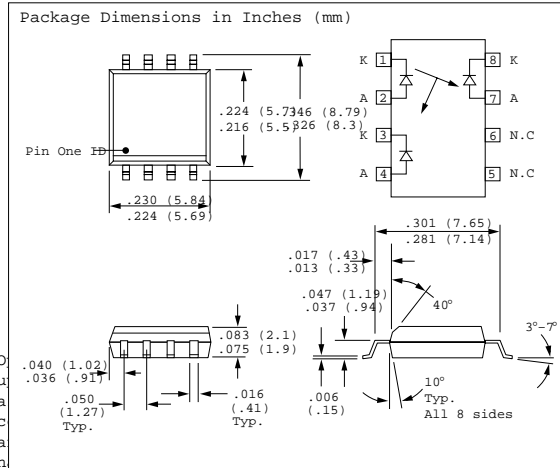 Package Dimensions in Inches (mm)
K 1
8 K
A 2
7 A
K 3
6 N.C
A 4
5 N.C
.224 (5.7)
.216 (5.5)
.346 (8.79)
.326 (8.3)
Pin One ID
.230 (5.84)
.224 (5.69)
.301 (7.65)
.281 (7.14)
.017 (.43)
.013 (.33)
.047 (1.19)
.037 (.94)
40°
3°-7°
.083 (2.1)
.075 (1.9)
.040 (1.02)
.036 (.91)
.050
(1.27)
Typ.
.016
(.41)
Typ.
.006
(.15)
10°
Typ.
All 8 sides